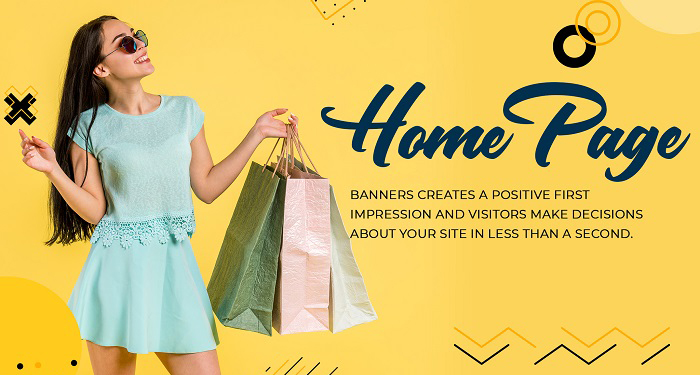 Home Page
BANNERS CREATES A POSITIVE FIRST
IMPRESSION AND VISITORS MAKE DECISIONS
ABOUT YOUR SITE IN LESS THAN A SECOND.